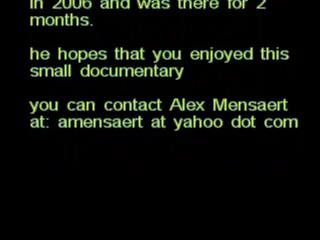 in 2006 and was there for 2
months.
he hopes that you enjoyed this
small documentary
you can contact Alex Mensaert
at: amensaert at yahoo dot com